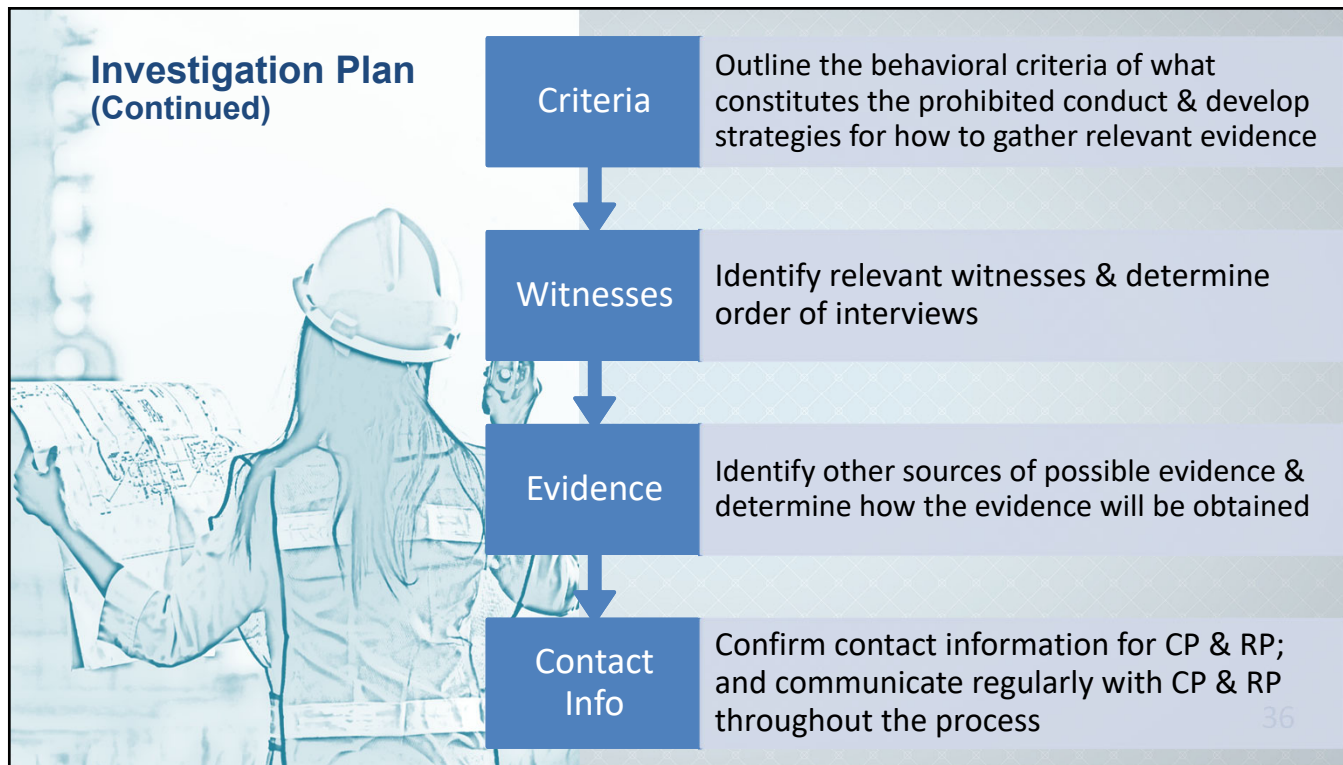 Investigation Plan
(Continued)
Criteria
Outline the behavioral criteria of what
constitutes the prohibited conduct & develop
strategies for how to gather relevant evidence
Witnesses
Identify relevant witnesses & determine
order of interviews
Evidence
Identify other sources of possible evidence &
determine how the evidence will be obtained
Contact
Info
Confirm contact information for CP & RP;
and communicate regularly with CP & RP
throughout the process
36